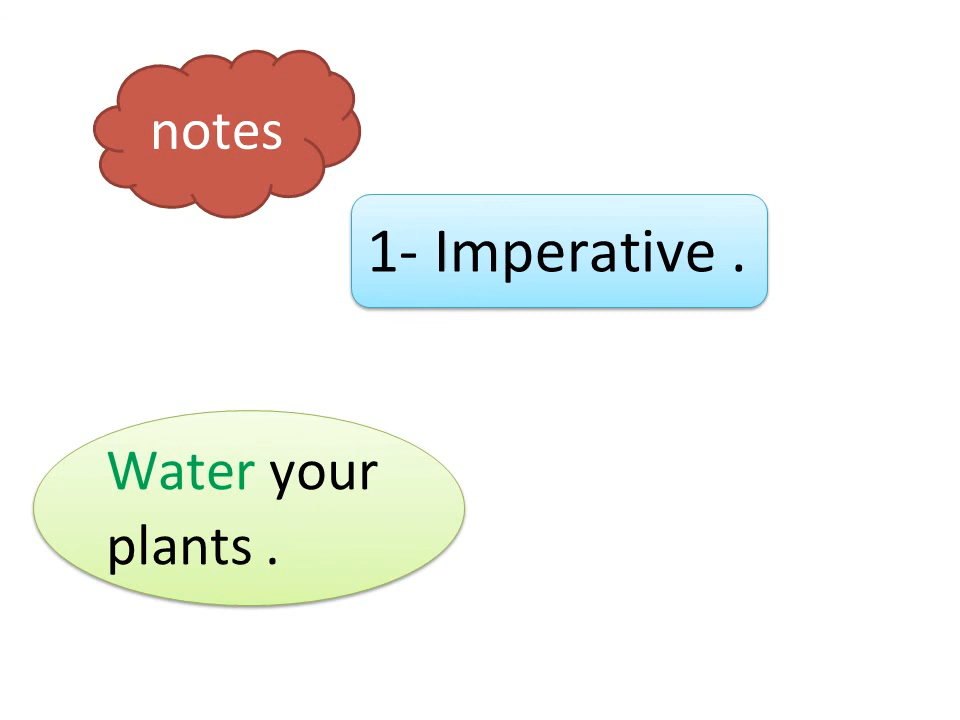 notes
1- Imperative .
Water your
plants .